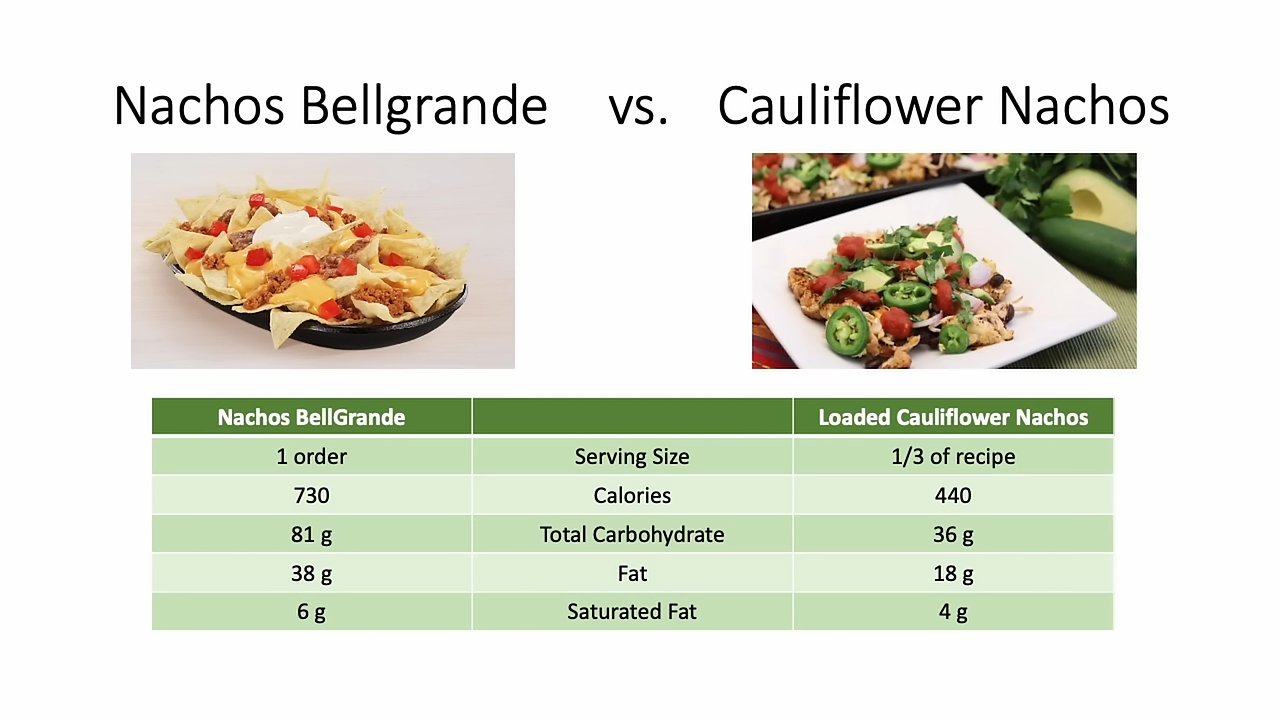 Nachos Bellgrande vs. Cauliflower Nachos
Nachos BellGrande Loaded Cauliflower Nachos
1 order Serving Size 1/3 of recipe
730 Calories 440
81 g Total Carbohydrate 36 g
38 g Fat 18 g
6 g Saturated Fat 4 g